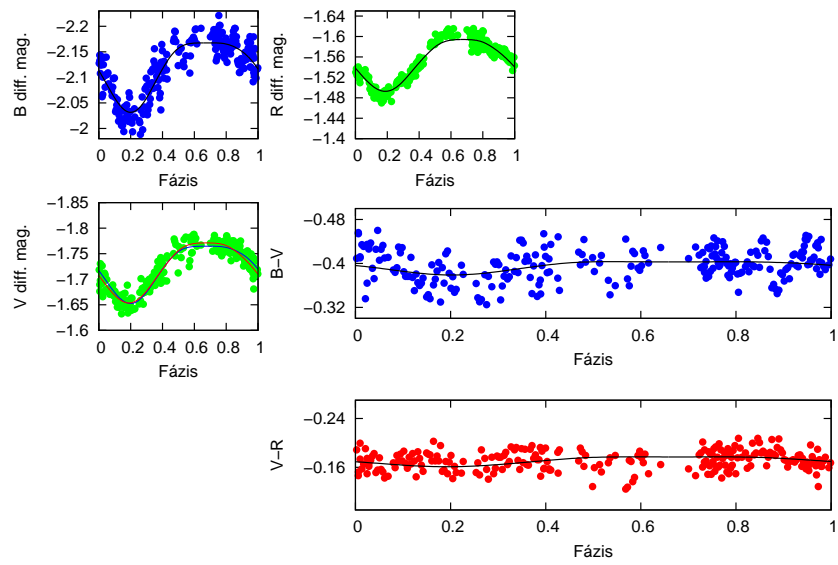 B diff. mag.
−2.2
−2.15
−2.1
−2.05
−2
0 0.2 0.4 0.6 0.8 1
Fázis
R diff. mag.
−1.64
−1.6
−1.56
−1.52
−1.48
−1.44
−1.4
0 0.2 0.4 0.6 0.8 1
Fázis
V diff. mag.
−1.85
−1.8
−1.75
−1.7
−1.65
−1.6
0 0.2 0.4 0.6 0.8 1
Fázis
B−V
−0.48
−0.4
−0.32
0 0.2 0.4 0.6 0.8 1
Fázis
V−R
−0.24
−0.16
0 0.2 0.4 0.6 0.8 1
Fázis